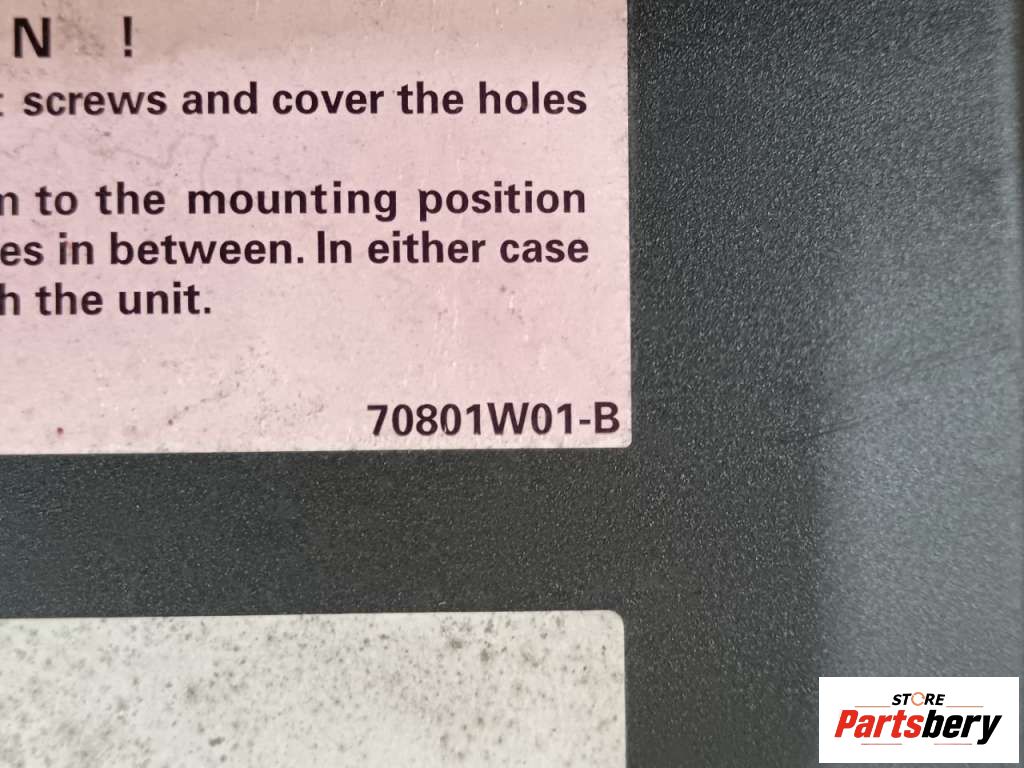 N !
screws and cover the holes
to the mounting position
in between. In either case
the unit.
70801W01-B
STORE
Partsbery